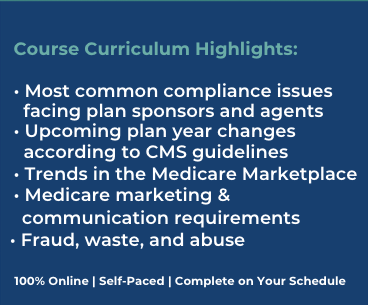 Course Curriculum Highlights:
• Most common compliance issues
facing plan sponsors and agents
• Upcoming plan year changes
according to CMS guidelines
• Trends in the Medicare Marketplace
• Medicare marketing &
communication requirements
• Fraud, waste, and abuse
100% Online | Self-Paced | Complete on Your Schedule